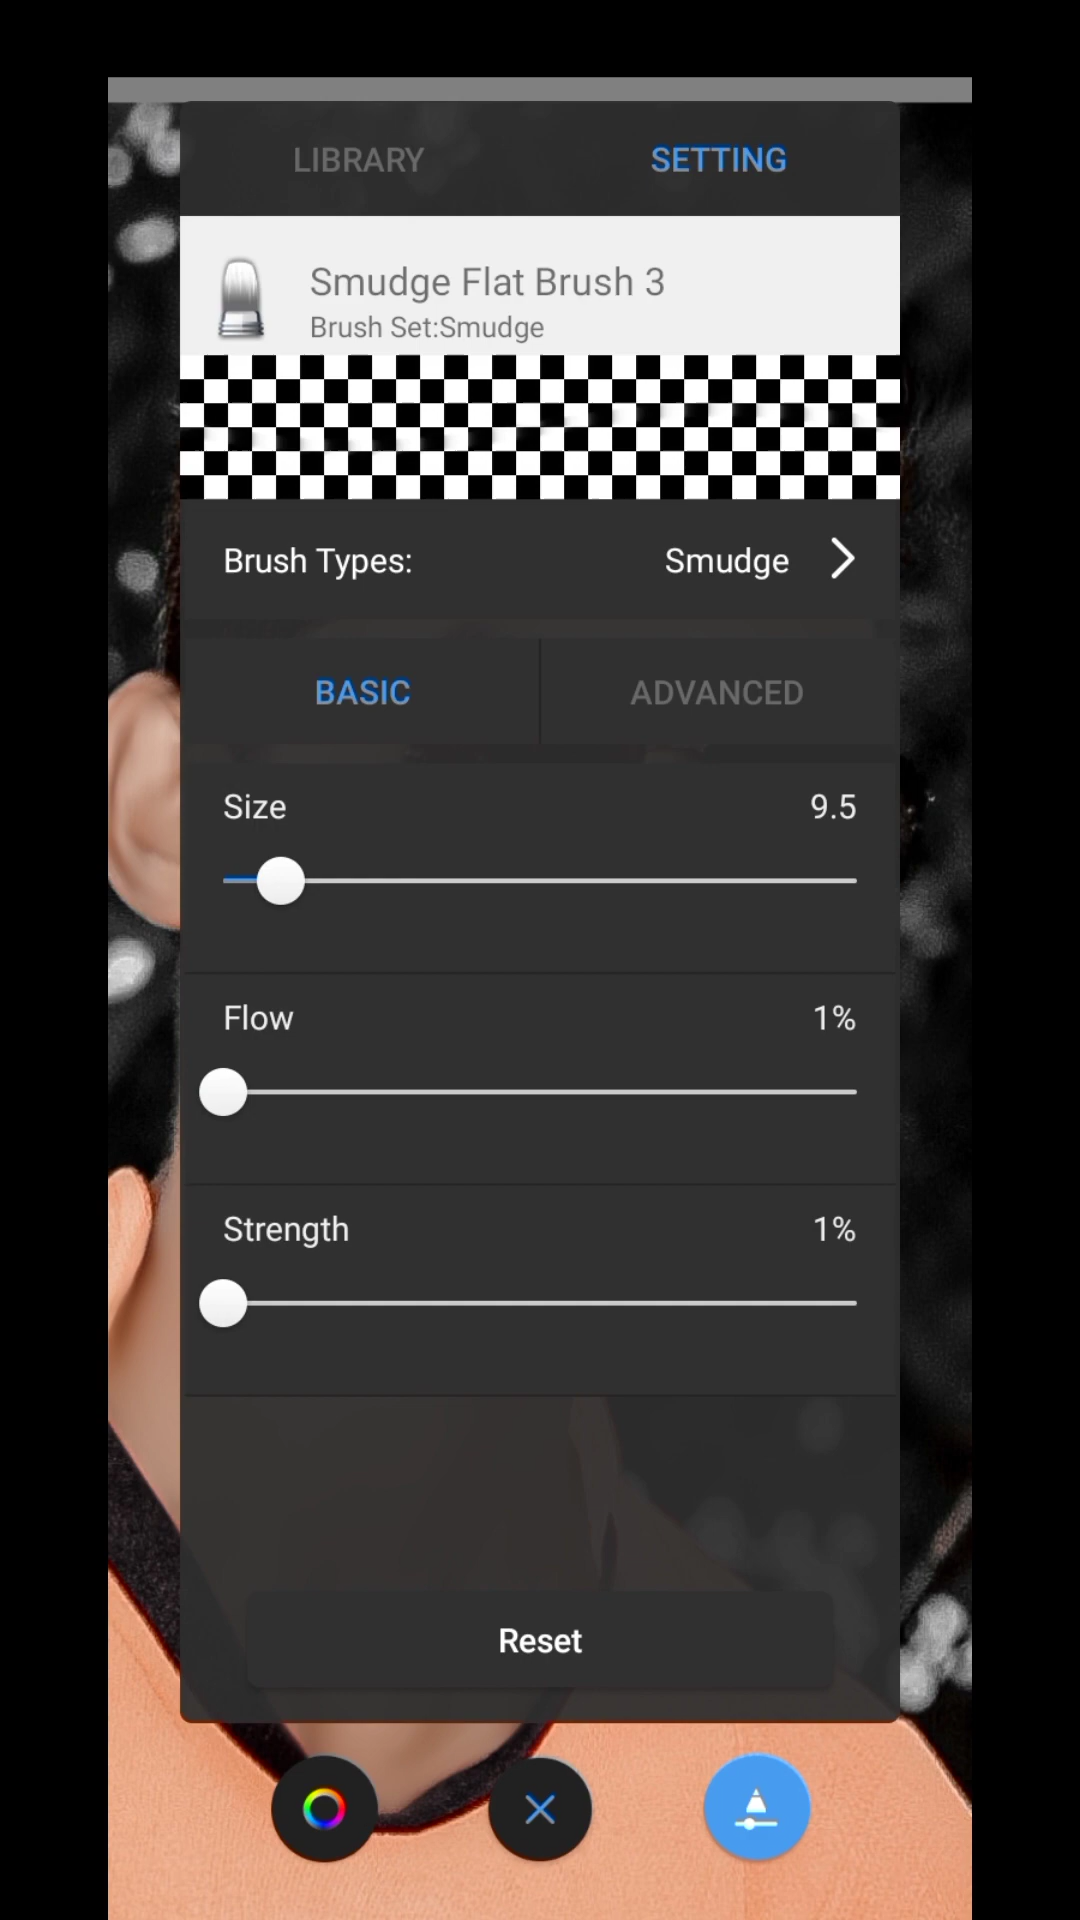 LIBRARY SETTING
Smudge Flat Brush 3
Brush Set:Smudge
Brush Types: Smudge
BASIC ADVANCED
Size 9.5
Flow 1%
Strength 1%
Reset